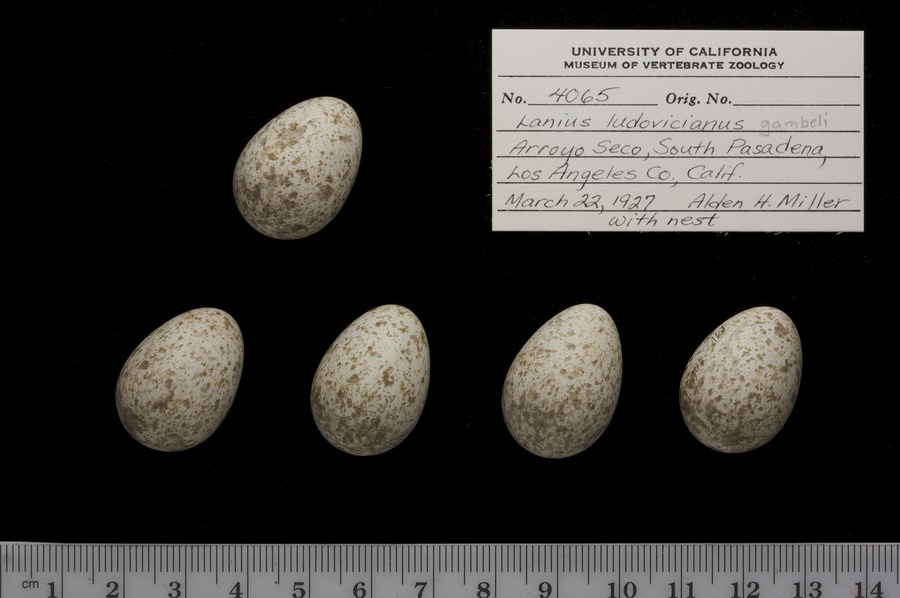 UNIVERSITY OF CALIFORNIA
MUSEUM OF VERTEBRATE ZOOLOGY
No. 4065 Orig. No.
Lanius ludovicianus gambeli
Arroyo Seco, South Pasadena,
Los Angeles Co., Calif.
March 22, 1927 Alden H. Miller
with nest
cm 1 2 3 4 5 6 7 8 9 10 11 12 13 14